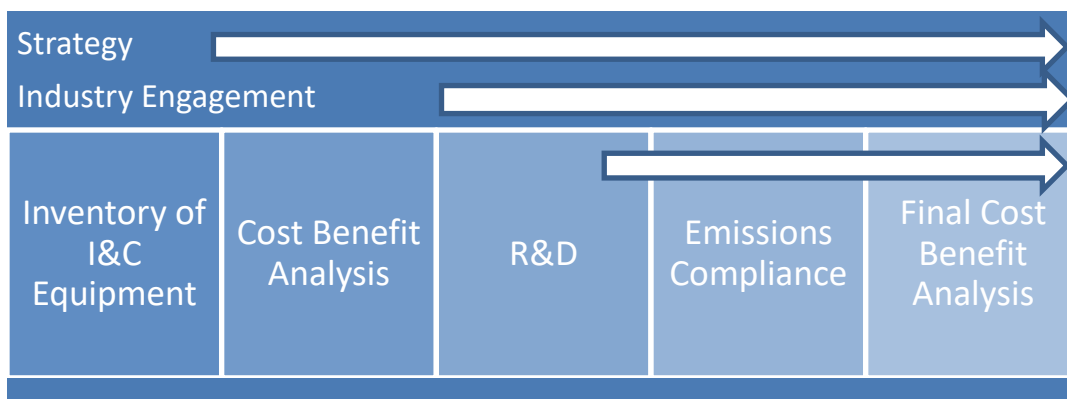 Strategy
Industry Engagement
Inventory of
I&C
Equipment
Cost Benefit
Analysis
R&D
Emissions
Compliance
Final Cost
Benefit
Analysis